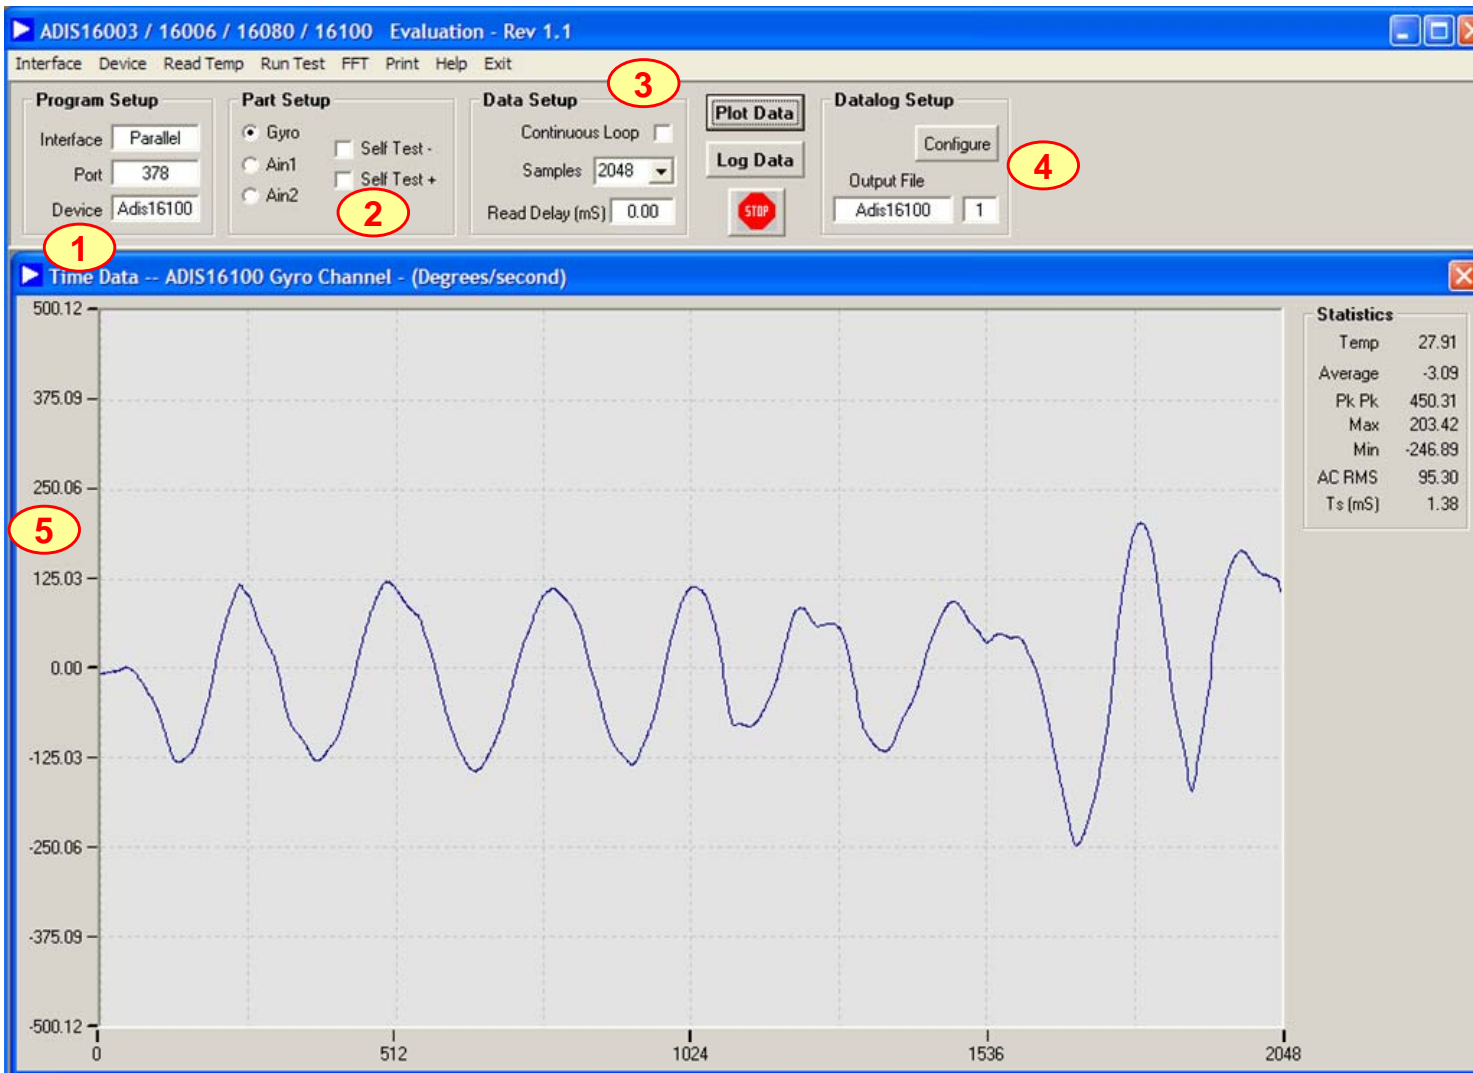 ADIS16003 / 16006 / 16080 / 16100 Evaluation - Rev 1.1
Interface Device Read Temp Run Test FFT Print Help Exit
3
Program Setup
Interface Parallel
Port 378
Device Adis16100
1
Part Setup
Gyro
Ain1
Ain2
Self Test -
Self Test +
2
Data Setup
Continuous Loop
Samples 2048
Read Delay (mS) 0.00
Plot Data
Log Data
STOP
Datalog Setup
Configure
Output File
Adis16100 1
4
Time Data -- ADIS16100 Gyro Channel - (Degrees/second)
500.12
375.09
250.06
5
125.03
0.00
-125.03
-250.06
-375.09
-500.12
0 512 1024 1536 2048
Statistics
Temp 27.91
Average -3.09
Pk Pk 450.31
Max 203.42
Min -246.89
AC RMS 95.30
Ts (mS) 1.38